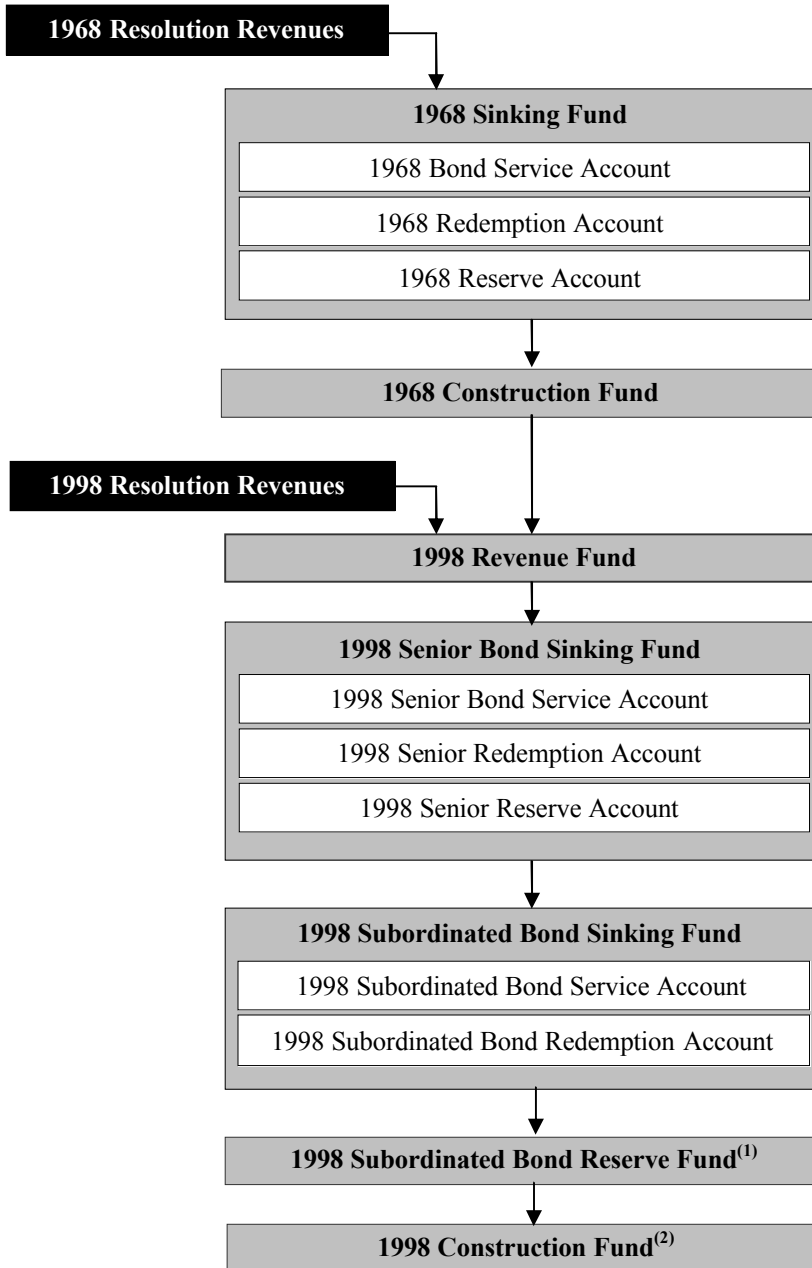 1968 Resolution Revenues
1968 Sinking Fund
1968 Bond Service Account
1968 Redemption Account
1968 Reserve Account
1968 Construction Fund
1998 Resolution Revenues
1998 Revenue Fund
1998 Senior Bond Sinking Fund
1998 Senior Bond Service Account
1998 Senior Redemption Account
1998 Senior Reserve Account
1998 Subordinated Bond Sinking Fund
1998 Subordinated Bond Service Account
1998 Subordinated Bond Redemption Account
1998 Subordinated Bond Reserve Fund(1)
1998 Construction Fund(2)